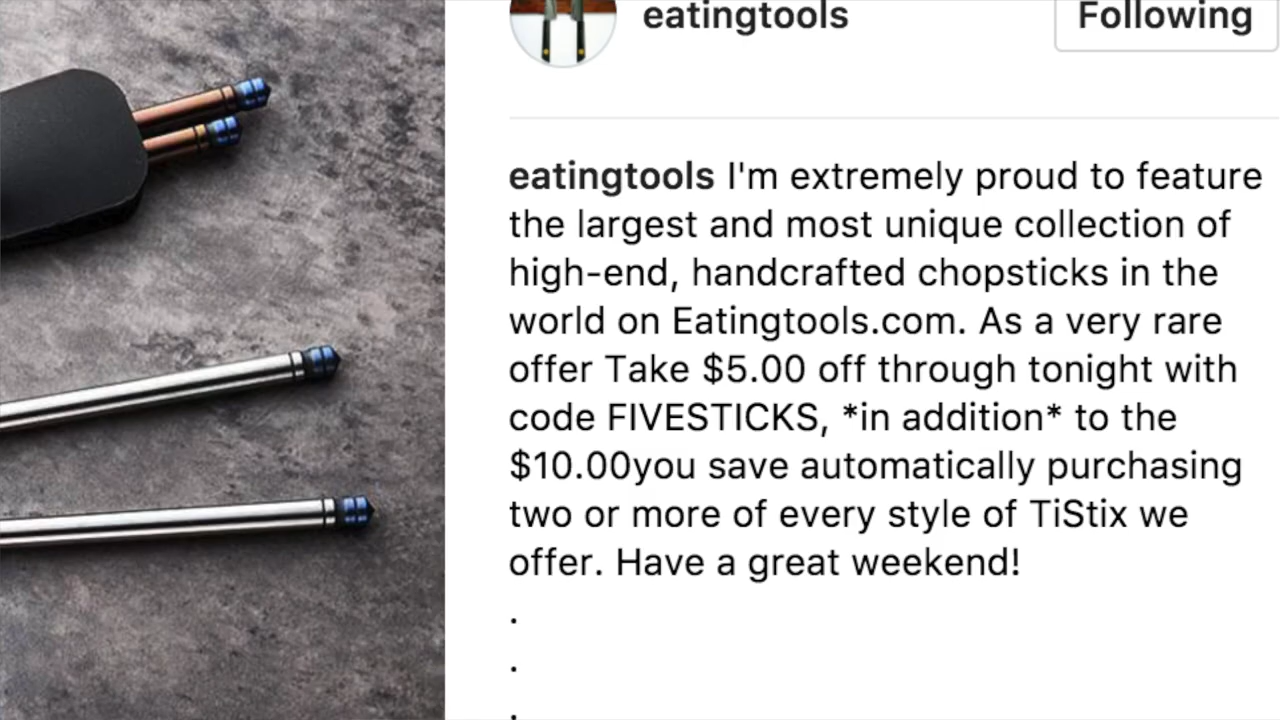 eatingtools
Following
eatingtools I'm extremely proud to feature
the largest and most unique collection of
high-end, handcrafted chopsticks in the
world on Eatingtools.com. As a very rare
offer Take $5.00 off through tonight with
code FIVESTICKS, *in addition* to the
$10.00you save automatically purchasing
two or more of every style of TiStix we
offer. Have a great weekend!
.
.
.